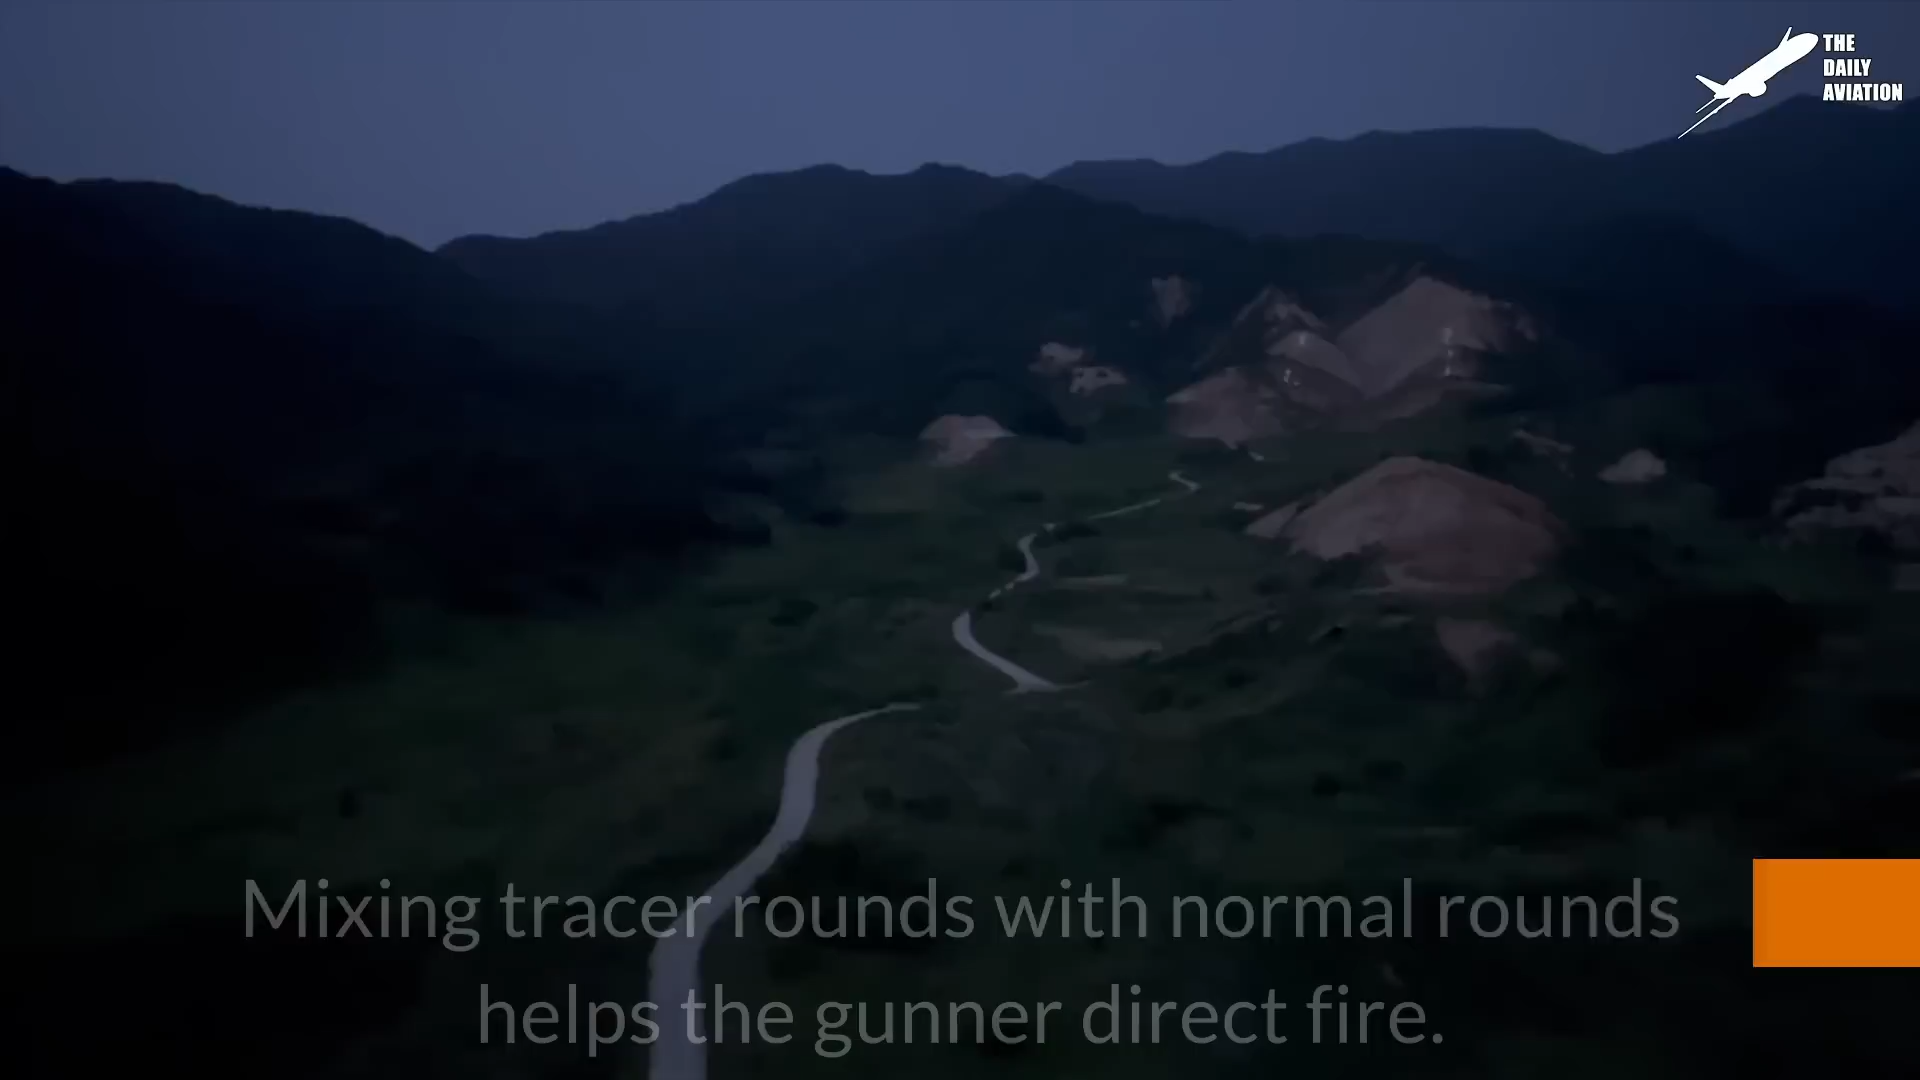 THE
DAILY
AVIATION
Mixing tracer rounds with normal rounds
helps the gunner direct fire.